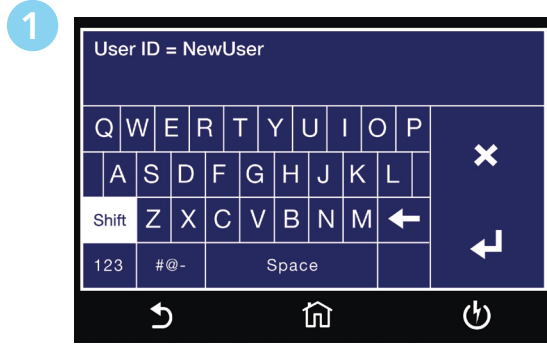 1
User ID = NewUser
Q W E R T Y U I O P
A S D F G H J K L
Shift Z X C V B N M
123 #@- Space